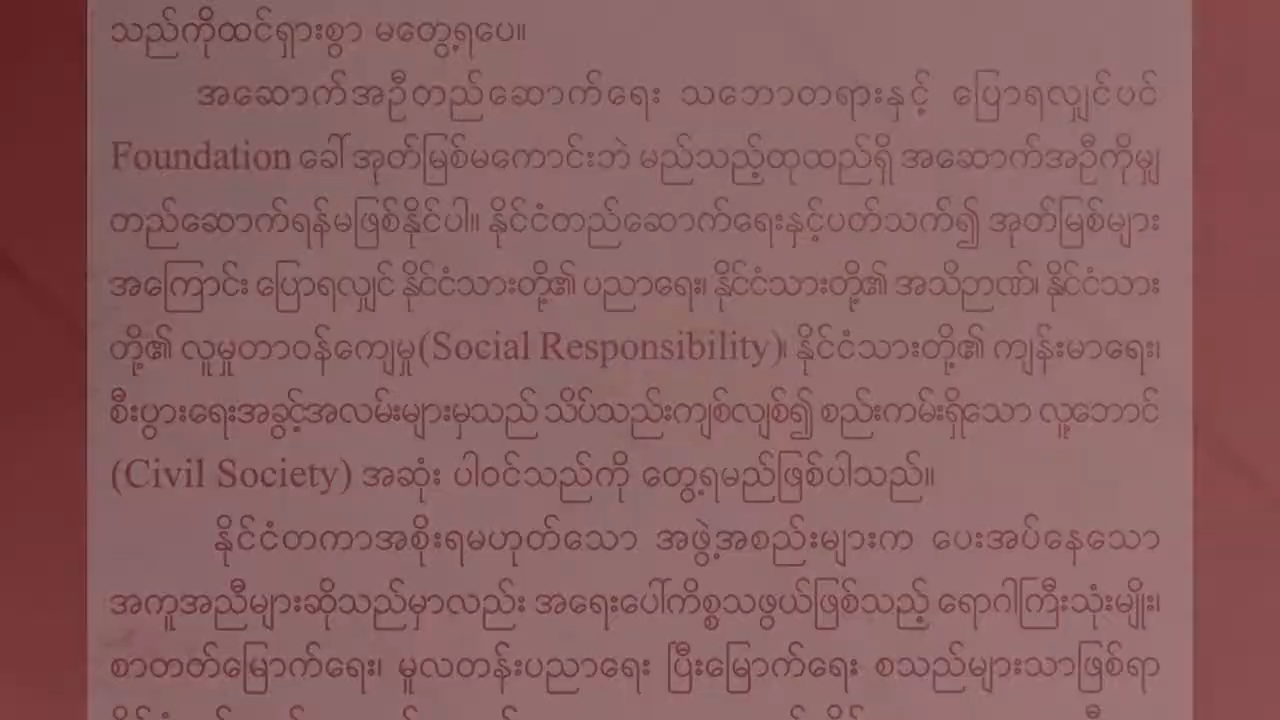 သည်ကိုထင်ရှားစွာ မတွေ့ရပေ။
အဆောက်အဦတည်ဆောက်ရေး သဘောတရားနှင့် ပြောရလျှင်ပင်
Foundation ခေါ် အုတ်မြစ်မကောင်းဘဲ မည်သည့်ထုထည်ရှိ အဆောက်အဦကိုမျှ
တည်ဆောက်ရန်မဖြစ်နိုင်ပါ။ နိုင်ငံတည်ဆောက်ရေးနှင့်ပတ်သက်၍ အုတ်မြစ်များ
အကြောင်း ပြောရလျှင် နိုင်ငံသားတို့၏ ပညာရေး၊ နိုင်ငံသားတို့၏ အသိဉာဏ်၊ နိုင်ငံသား
တို့၏ လူမှုတာဝန်ကျေမှု(Social Responsibility)၊ နိုင်ငံသားတို့၏ ကျန်းမာရေး၊
စီးပွားရေးအခွင့်အလမ်းများမှသည် သိပ်သည်းကျစ်လျစ်၍ စည်းကမ်းရှိသော လူ့ဘောင်
(Civil Society) အဆုံး ပါဝင်သည်ကို တွေ့ရမည်ဖြစ်ပါသည်။
နိုင်ငံတကာအစိုးရမဟုတ်သော အဖွဲ့အစည်းများက ပေးအပ်နေသော
အကူအညီများဆိုသည်မှာလည်း အရေးပေါ်ကိစ္စသဖွယ်ဖြစ်သည့် ရောဂါကြီးသုံးမျိုး၊
စာတတ်မြောက်ရေး၊ မူလတန်းပညာရေး ပြီးမြောက်ရေး စသည်များသာဖြစ်ရာ